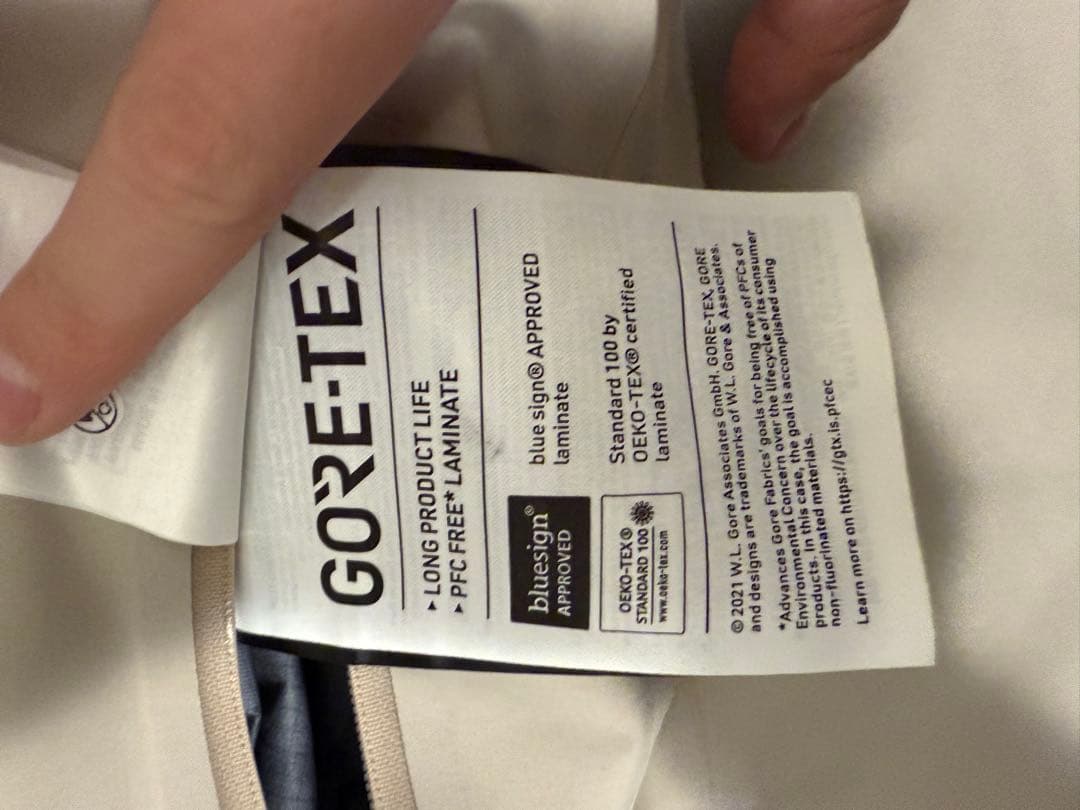 GORE-TEX
▸ LONG PRODUCT LIFE
▸ PFC FREE* LAMINATE
bluesign®
APPROVED
blue sign® APPROVED
laminate
OEKO-TEX®
STANDARD 100
www.oeko-tex.com
Standard 100 by
OEKO-TEX® certified
laminate
© 2021 W.L. Gore Associates GmbH. GORE-TEX, GORE
and designs are trademarks of W.L. Gore & Associates.
*Advances Gore Fabrics' goals for being free of PFCs of
Environmental Concern over the lifecycle of its consumer
products. In this case, the goal is accomplished using
non-fluorinated materials.
Learn more on https://gtx.is.pfcec